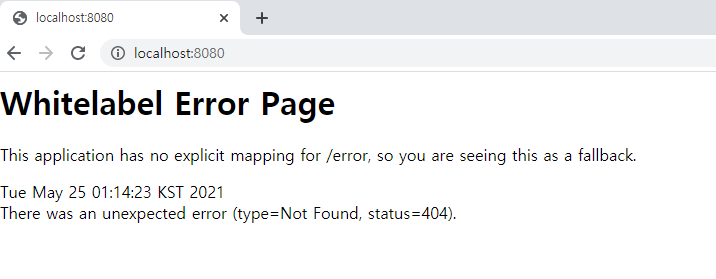 localhost:8080
localhost:8080
Whitelabel Error Page
This application has no explicit mapping for /error, so you are seeing this as a fallback.
Tue May 25 01:14:23 KST 2021
There was an unexpected error (type=Not Found, status=404).